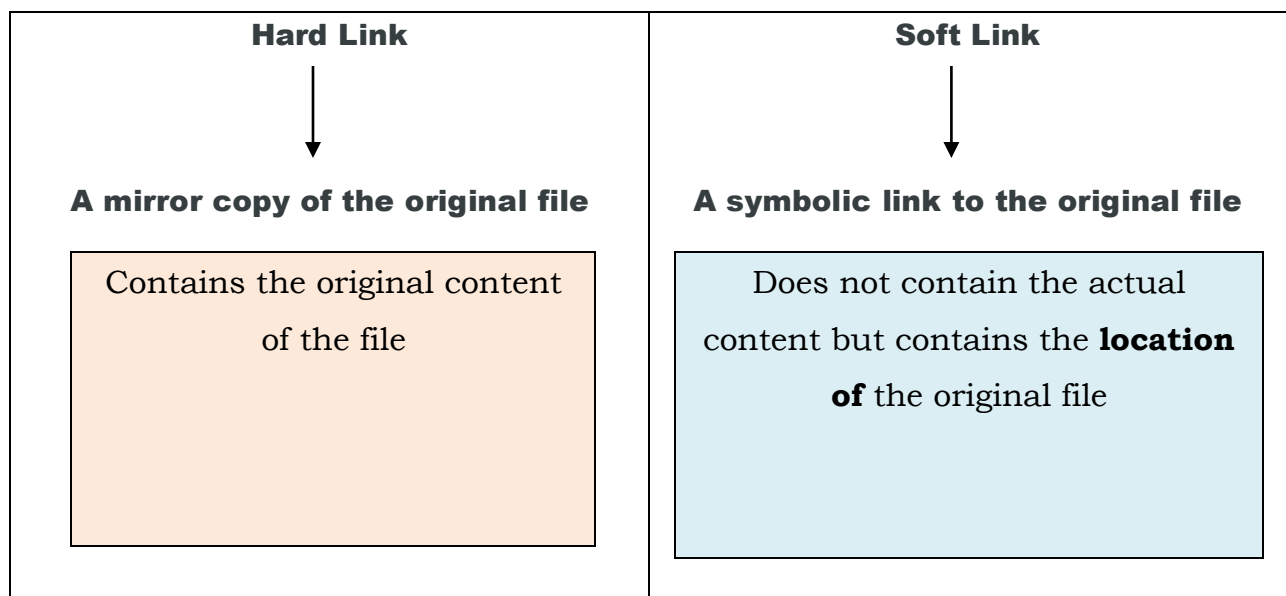 Hard Link
A mirror copy of the original file
Contains the original content
of the file
Soft Link
A symbolic link to the original file
Does not contain the actual
content but contains the location
of the original file